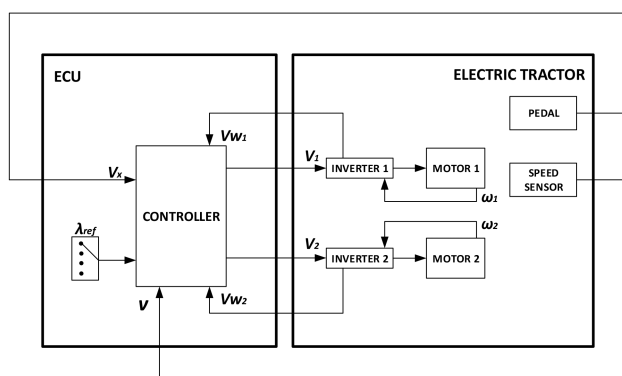 ECU
ELECTRIC TRACTOR
PEDAL
Vw1
Vx
V1
INVERTER 1
MOTOR 1
SPEED
SENSOR
ω1
CONTROLLER
λref
ω2
V2
INVERTER 2
MOTOR 2
v
Vw2